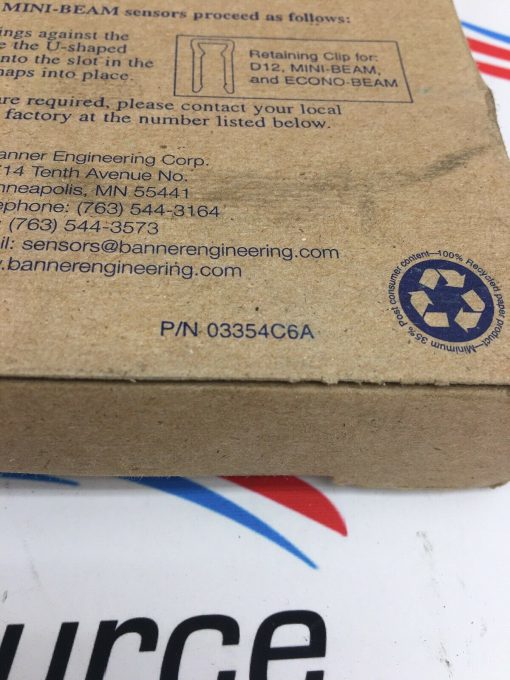 MINI-BEAM sensors proceed as follows:
ings against the
e the U-shaped
nto the slot in the
naps into place.
Retaining Clip for:
D12, MINI-BEAM,
and ECONO-BEAM
are required, please contact your local
factory at the number listed below.
anner Engineering Corp.
714 Tenth Avenue No.
nneapolis, MN 55441
ephone: (763) 544-3164
: (763) 544-3573
il: sensors@bannerengineering.com
w.bannerengineering.com
P/N 03354C6A
100% Recycled paper product—Minimum 35% Post consumer content—
urce